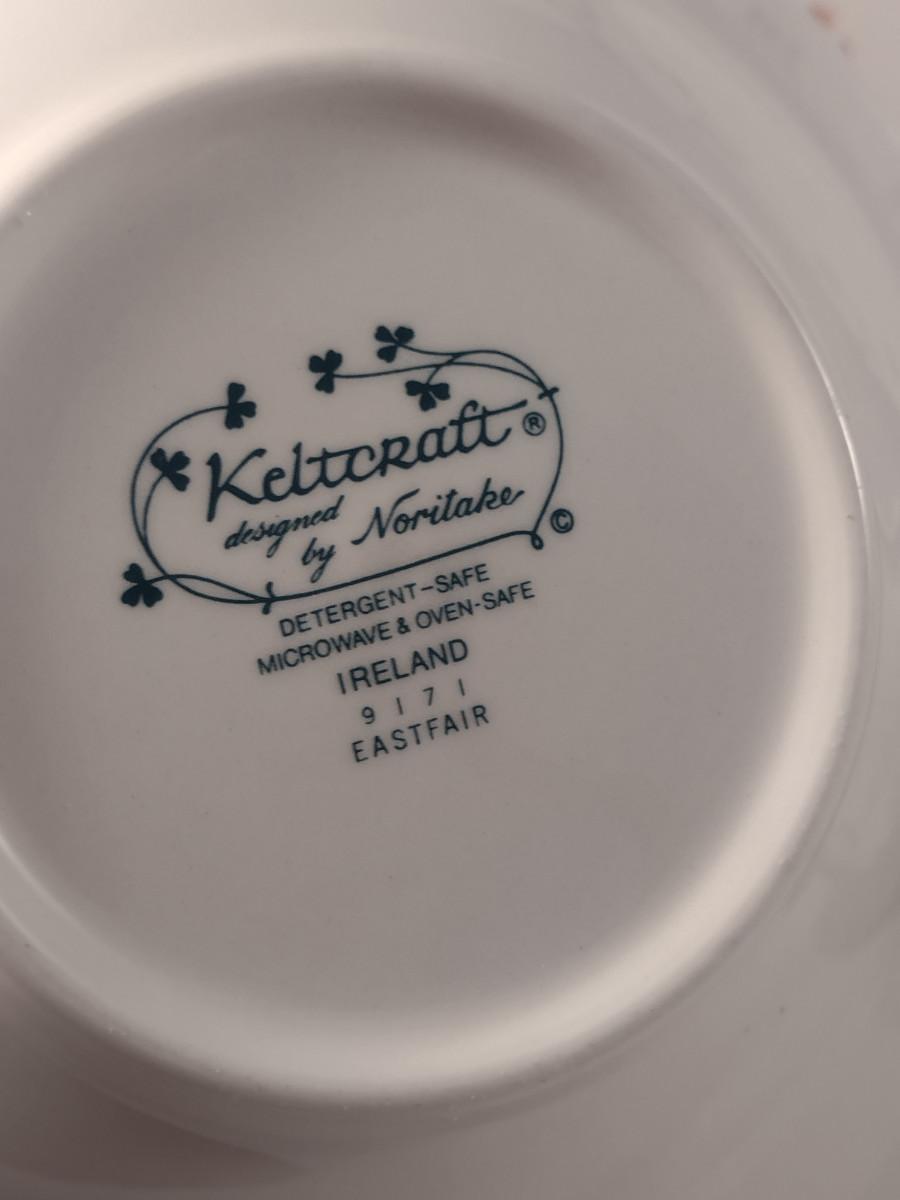 Keltcraft ®
designed
by Noritake ©
DETERGENT-SAFE
MICROWAVE & OVEN-SAFE
IRELAND
9171
EASTFAIR